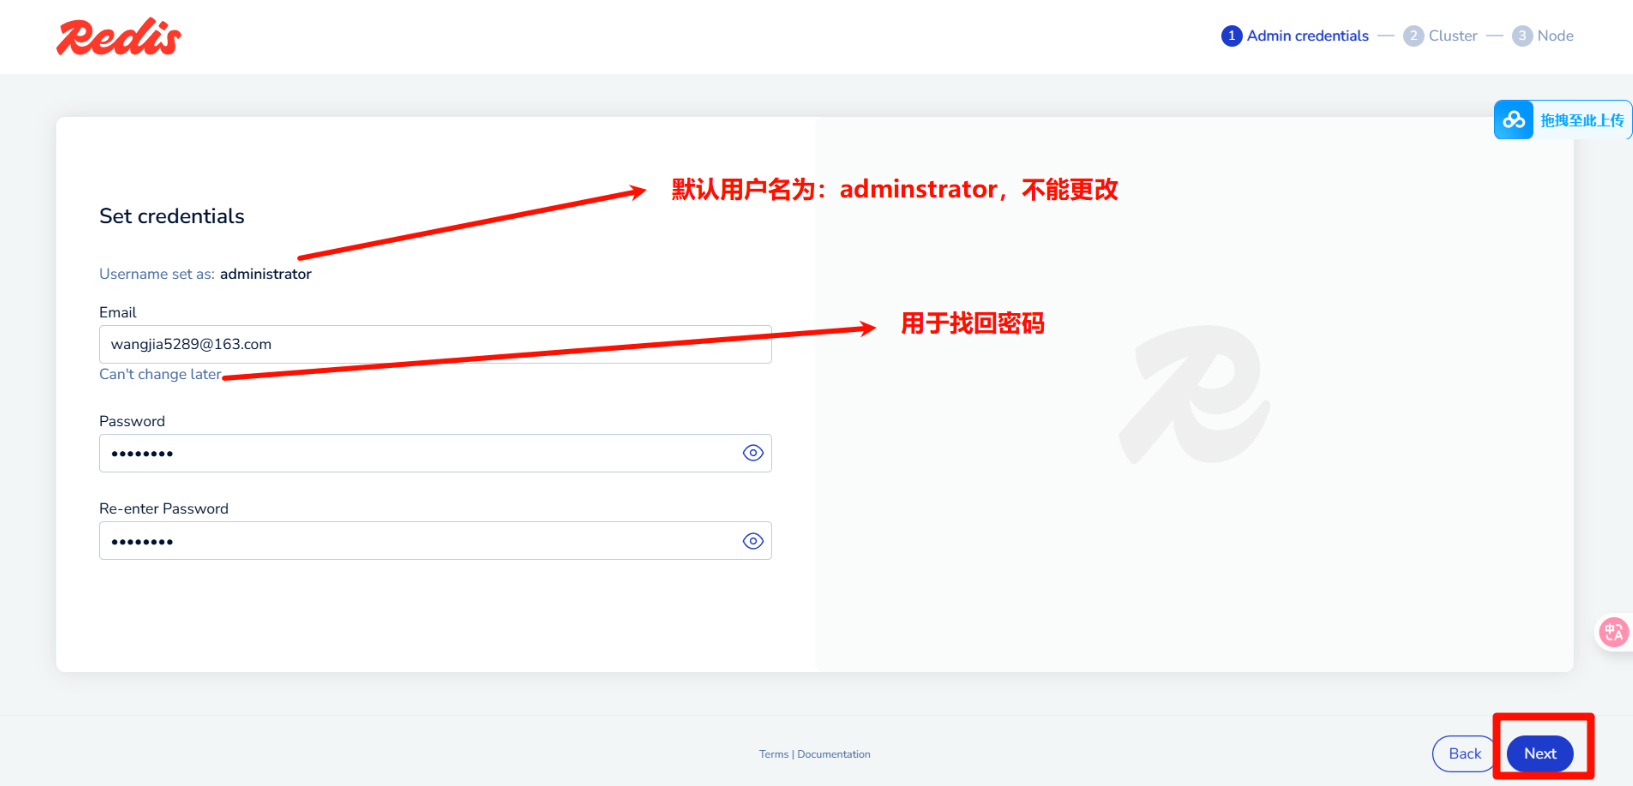 Redis
1 Admin credentials — 2 Cluster — 3 Node
拖拽至此上传
默认用户名为：adminstrator，不能更改
Set credentials
Username set as: administrator
Email
用于找回密码
wangjia5289@163.com
Can't change later
Password
••••••••
Re-enter Password
••••••••
中A
Terms | Documentation
Back
Next